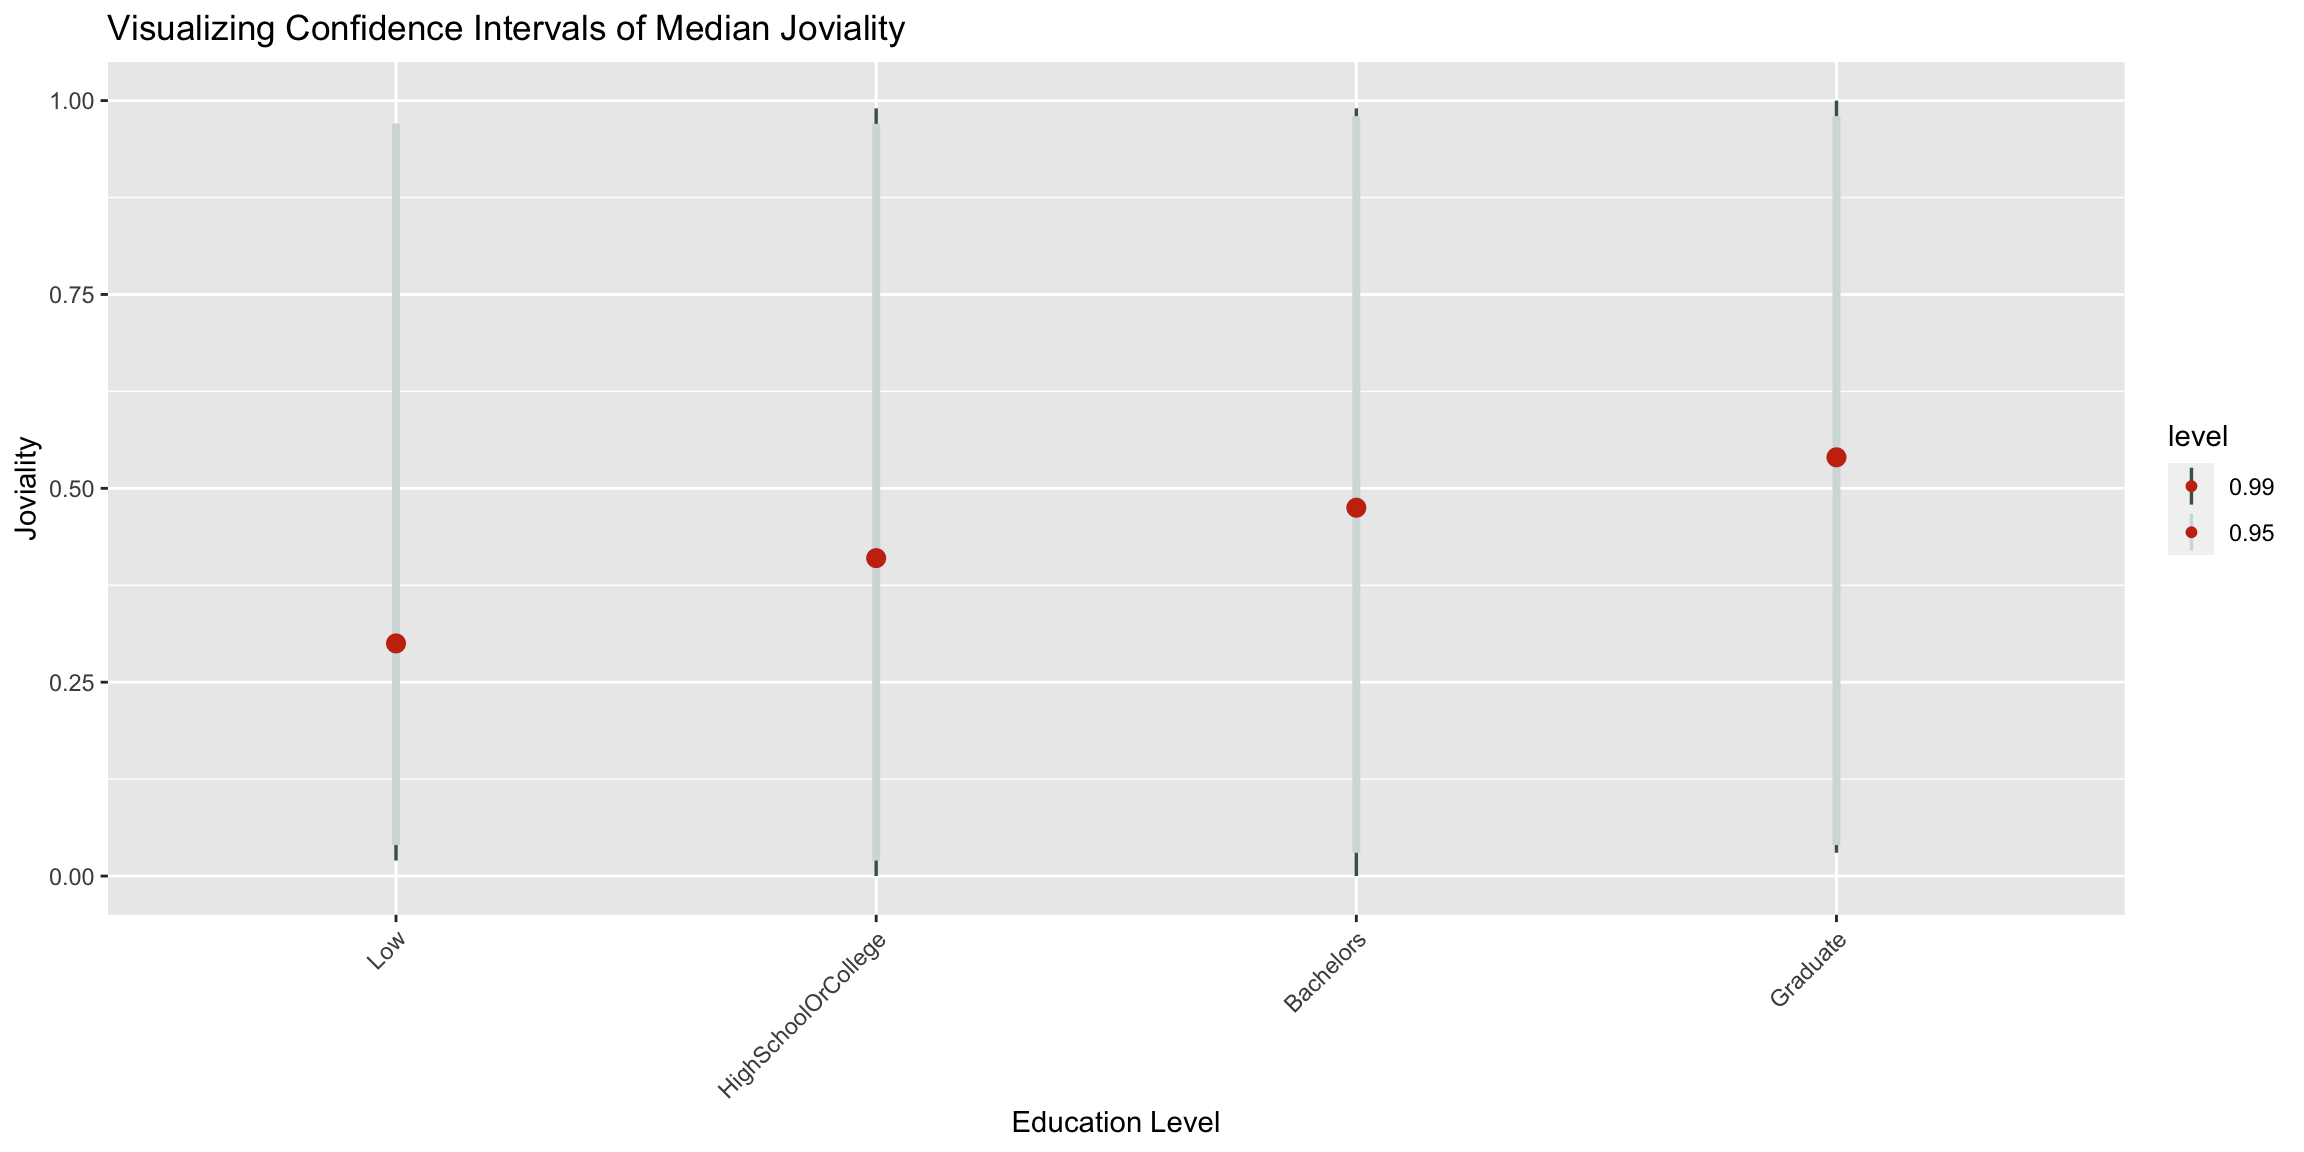 Visualizing Confidence Intervals of Median Joviality
1.00
0.75
0.50
0.25
0.00
Joviality
Low
HighSchoolOrCollege
Bachelors
Graduate
Education Level
level
0.99
0.95